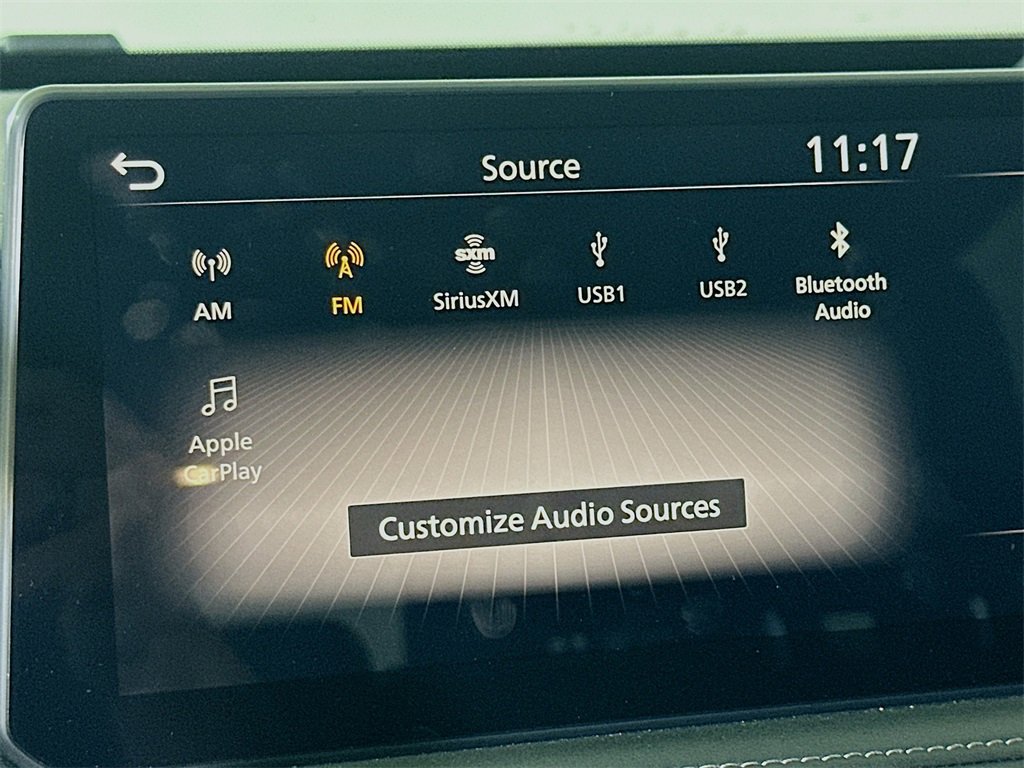 Source
11:17
AM
FM
sxm
SiriusXM
USB1
USB2
Bluetooth
Audio
Apple
CarPlay
Customize Audio Sources